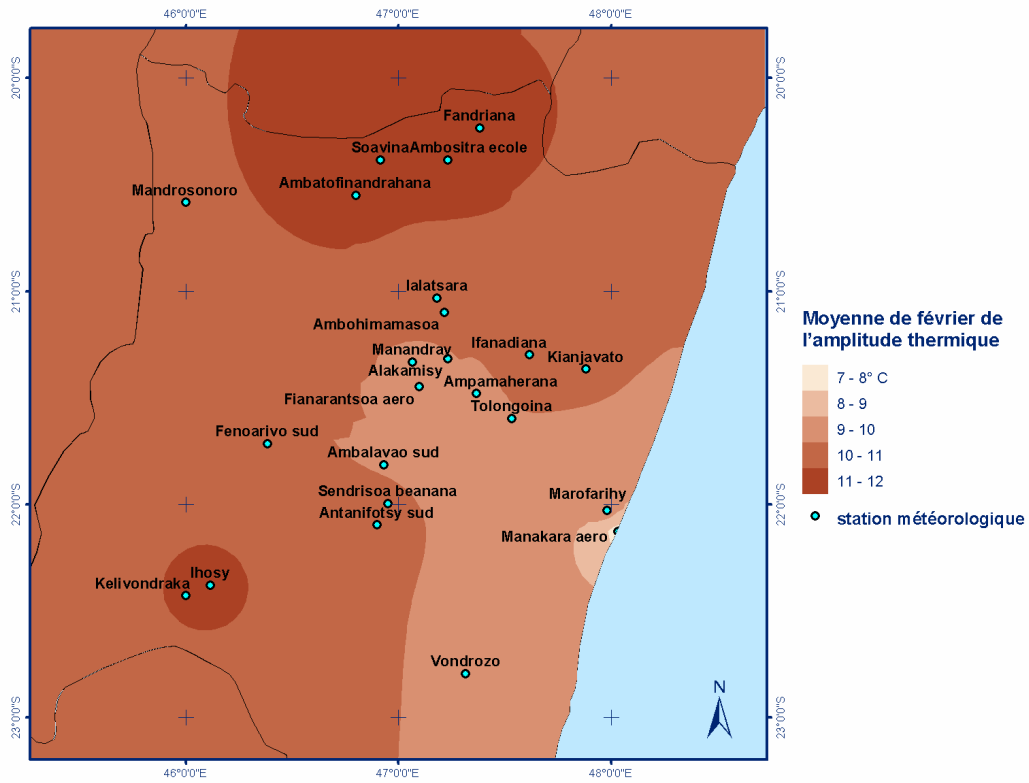 46°0'0"E 47°0'0"E 48°0'0"E
20°0'0"S 20°0'0"S
Fandriana
Soavina Ambositra ecole
Ambatofinandrahana
Mandrosonoro
21°0'0"S 21°0'0"S
Ialatsara
Ambohimamasoa
Ifanadiana
Manandray
Kianjavato
Alakamisy
Ampamaherana
Fianarantsoa aero
Tolongoina
Fenoarivo sud
Ambalavao sud
Sendrisoa beanana
Marofarihy
22°0'0"S 22°0'0"S
Antanifotsy sud
Manakara aero
Ihosy
Kelivondraka
Vondrozo
N
23°0'0"S 23°0'0"S
46°0'0"E 47°0'0"E 48°0'0"E
Moyenne de février de
l'amplitude thermique
7 - 8° C
8 - 9
9 - 10
10 - 11
11 - 12
station météorologique